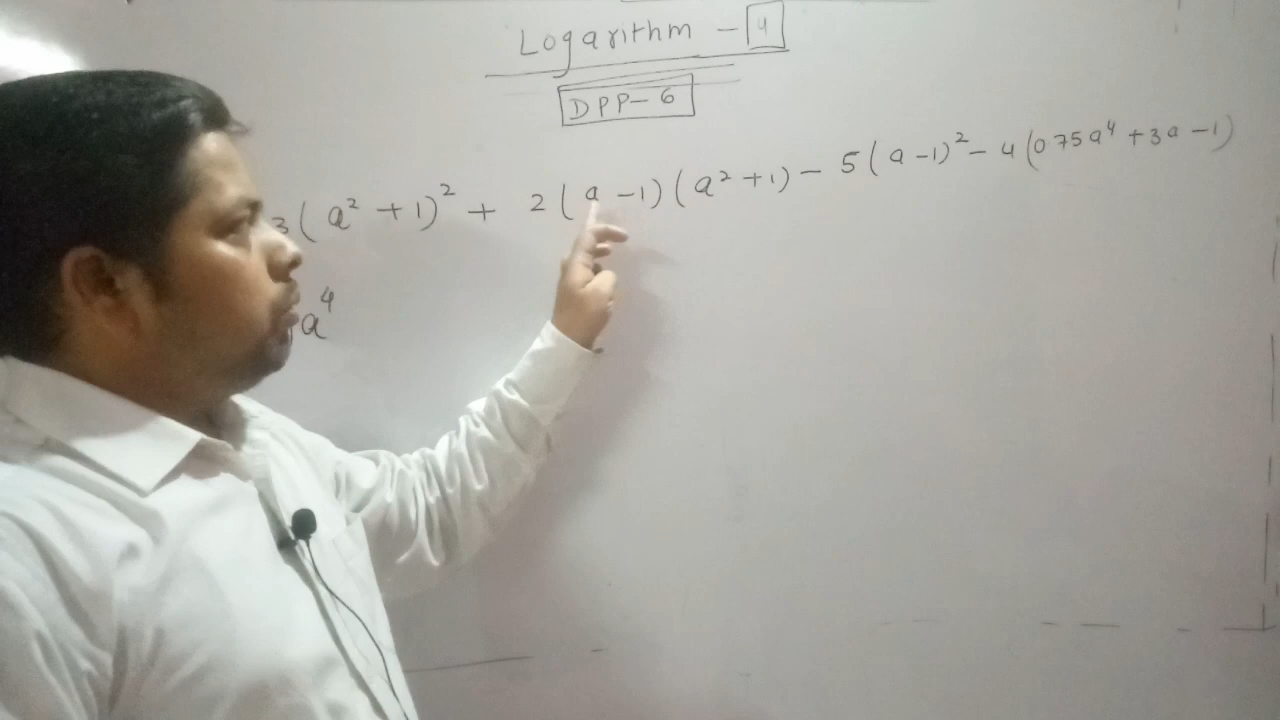 Logarithm - 4
DPP- 6
3(a² + 1)² + 2(a - 1)(a² + 1) - 5(a - 1)² - 4(0 75a⁴ + 3a - 1)
a⁴